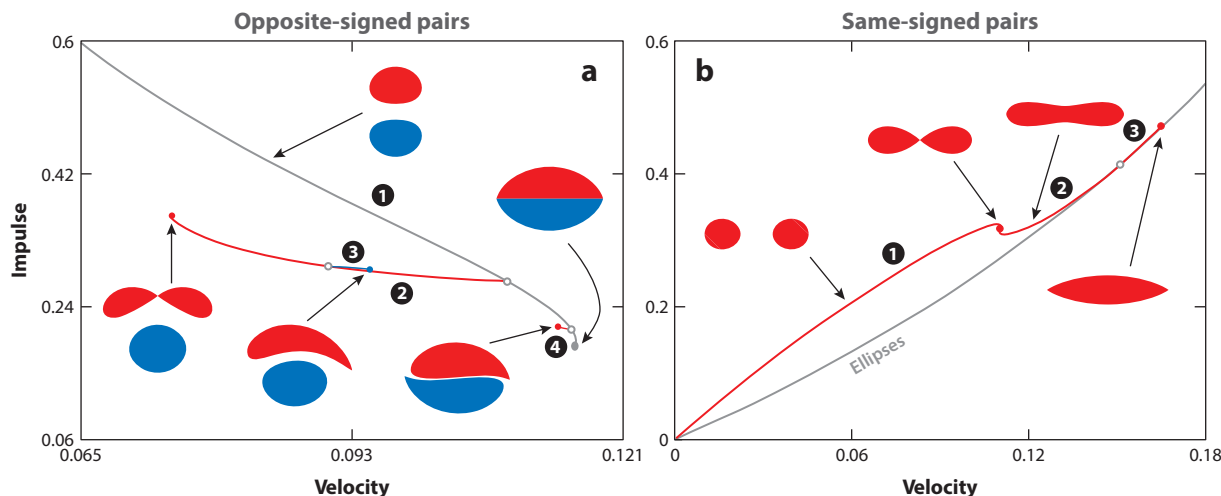 Opposite-signed pairs
Same-signed pairs
a
b
Impulse
0.6
0.42
0.24
0.06
1
3
2
4
0.065
0.093
0.121
Velocity
0.6
0.4
0.2
0
1
2
3
Ellipses
0
0.06
0.12
0.18
Velocity